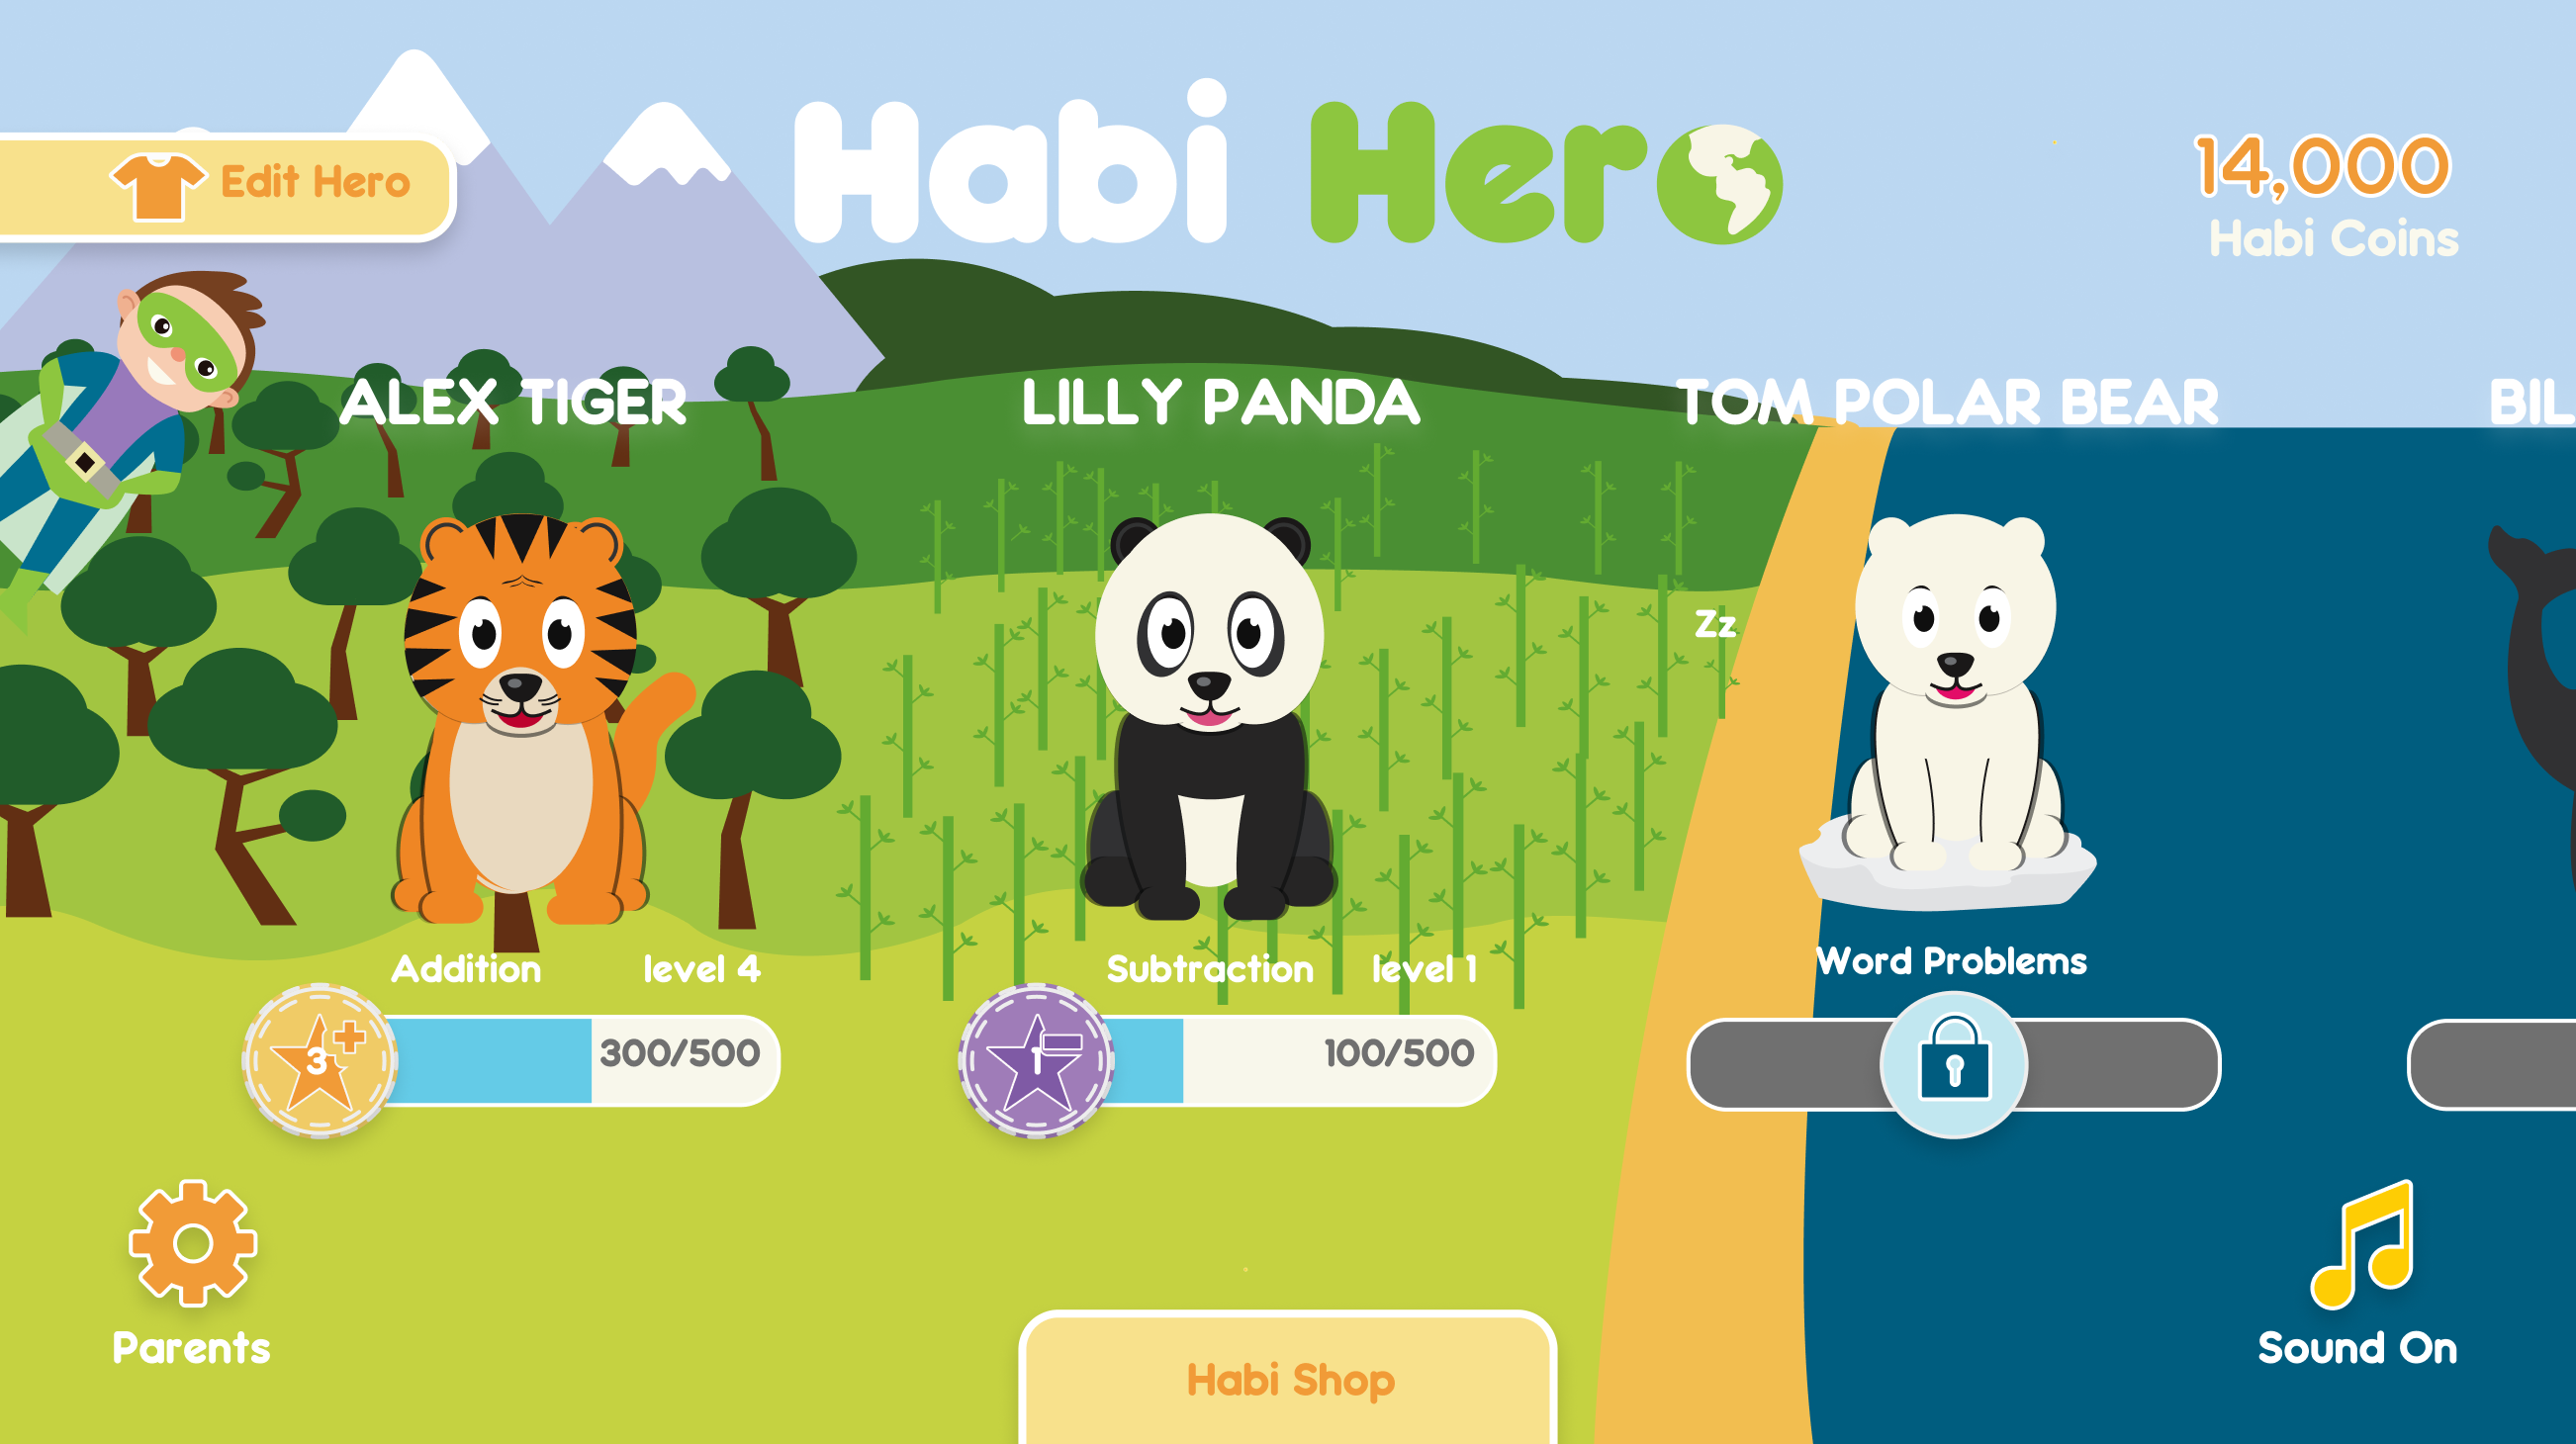 Habi Hero
Edit Hero
14,000
Habi Coins
ALEX TIGER
LILLY PANDA
TOM POLAR BEAR
BIL
Zz
Addition level 4
Subtraction level 1
Word Problems
3
300/500
1
100/500
Parents
Habi Shop
Sound On